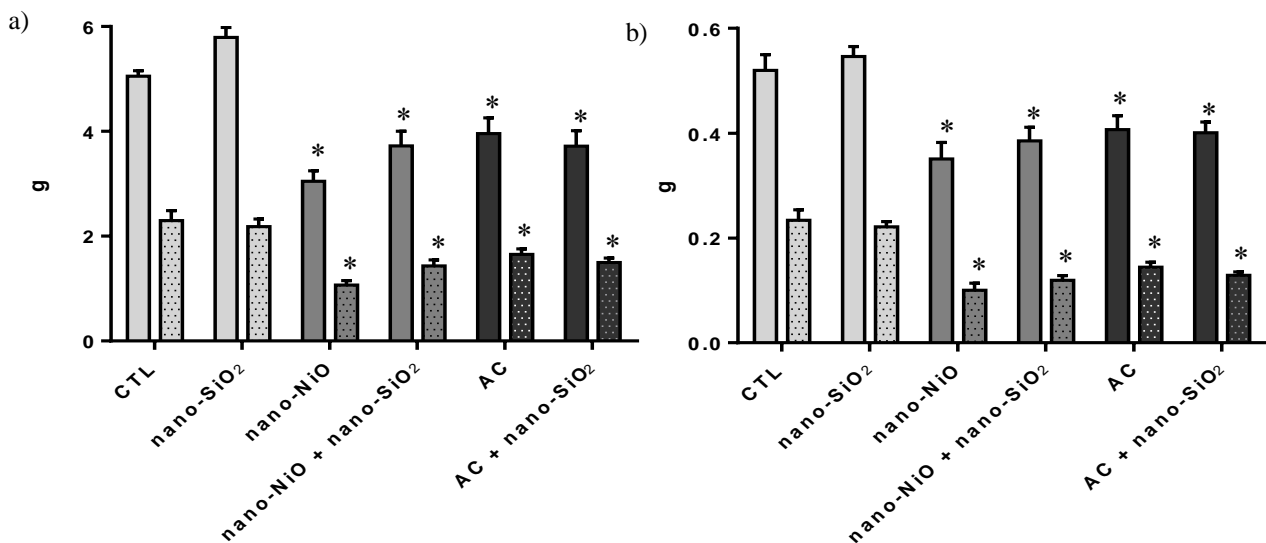 a)
6
4
2
0
g
* * * *
* * * *
CTL
nano-SiO₂
nano-NiO
nano-NiO + nano-SiO₂
AC
AC + nano-SiO₂
b)
0.6
0.4
0.2
0.0
g
* * * *
* * * *
CTL
nano-SiO₂
nano-NiO
nano-NiO + nano-SiO₂
AC
AC + nano-SiO₂